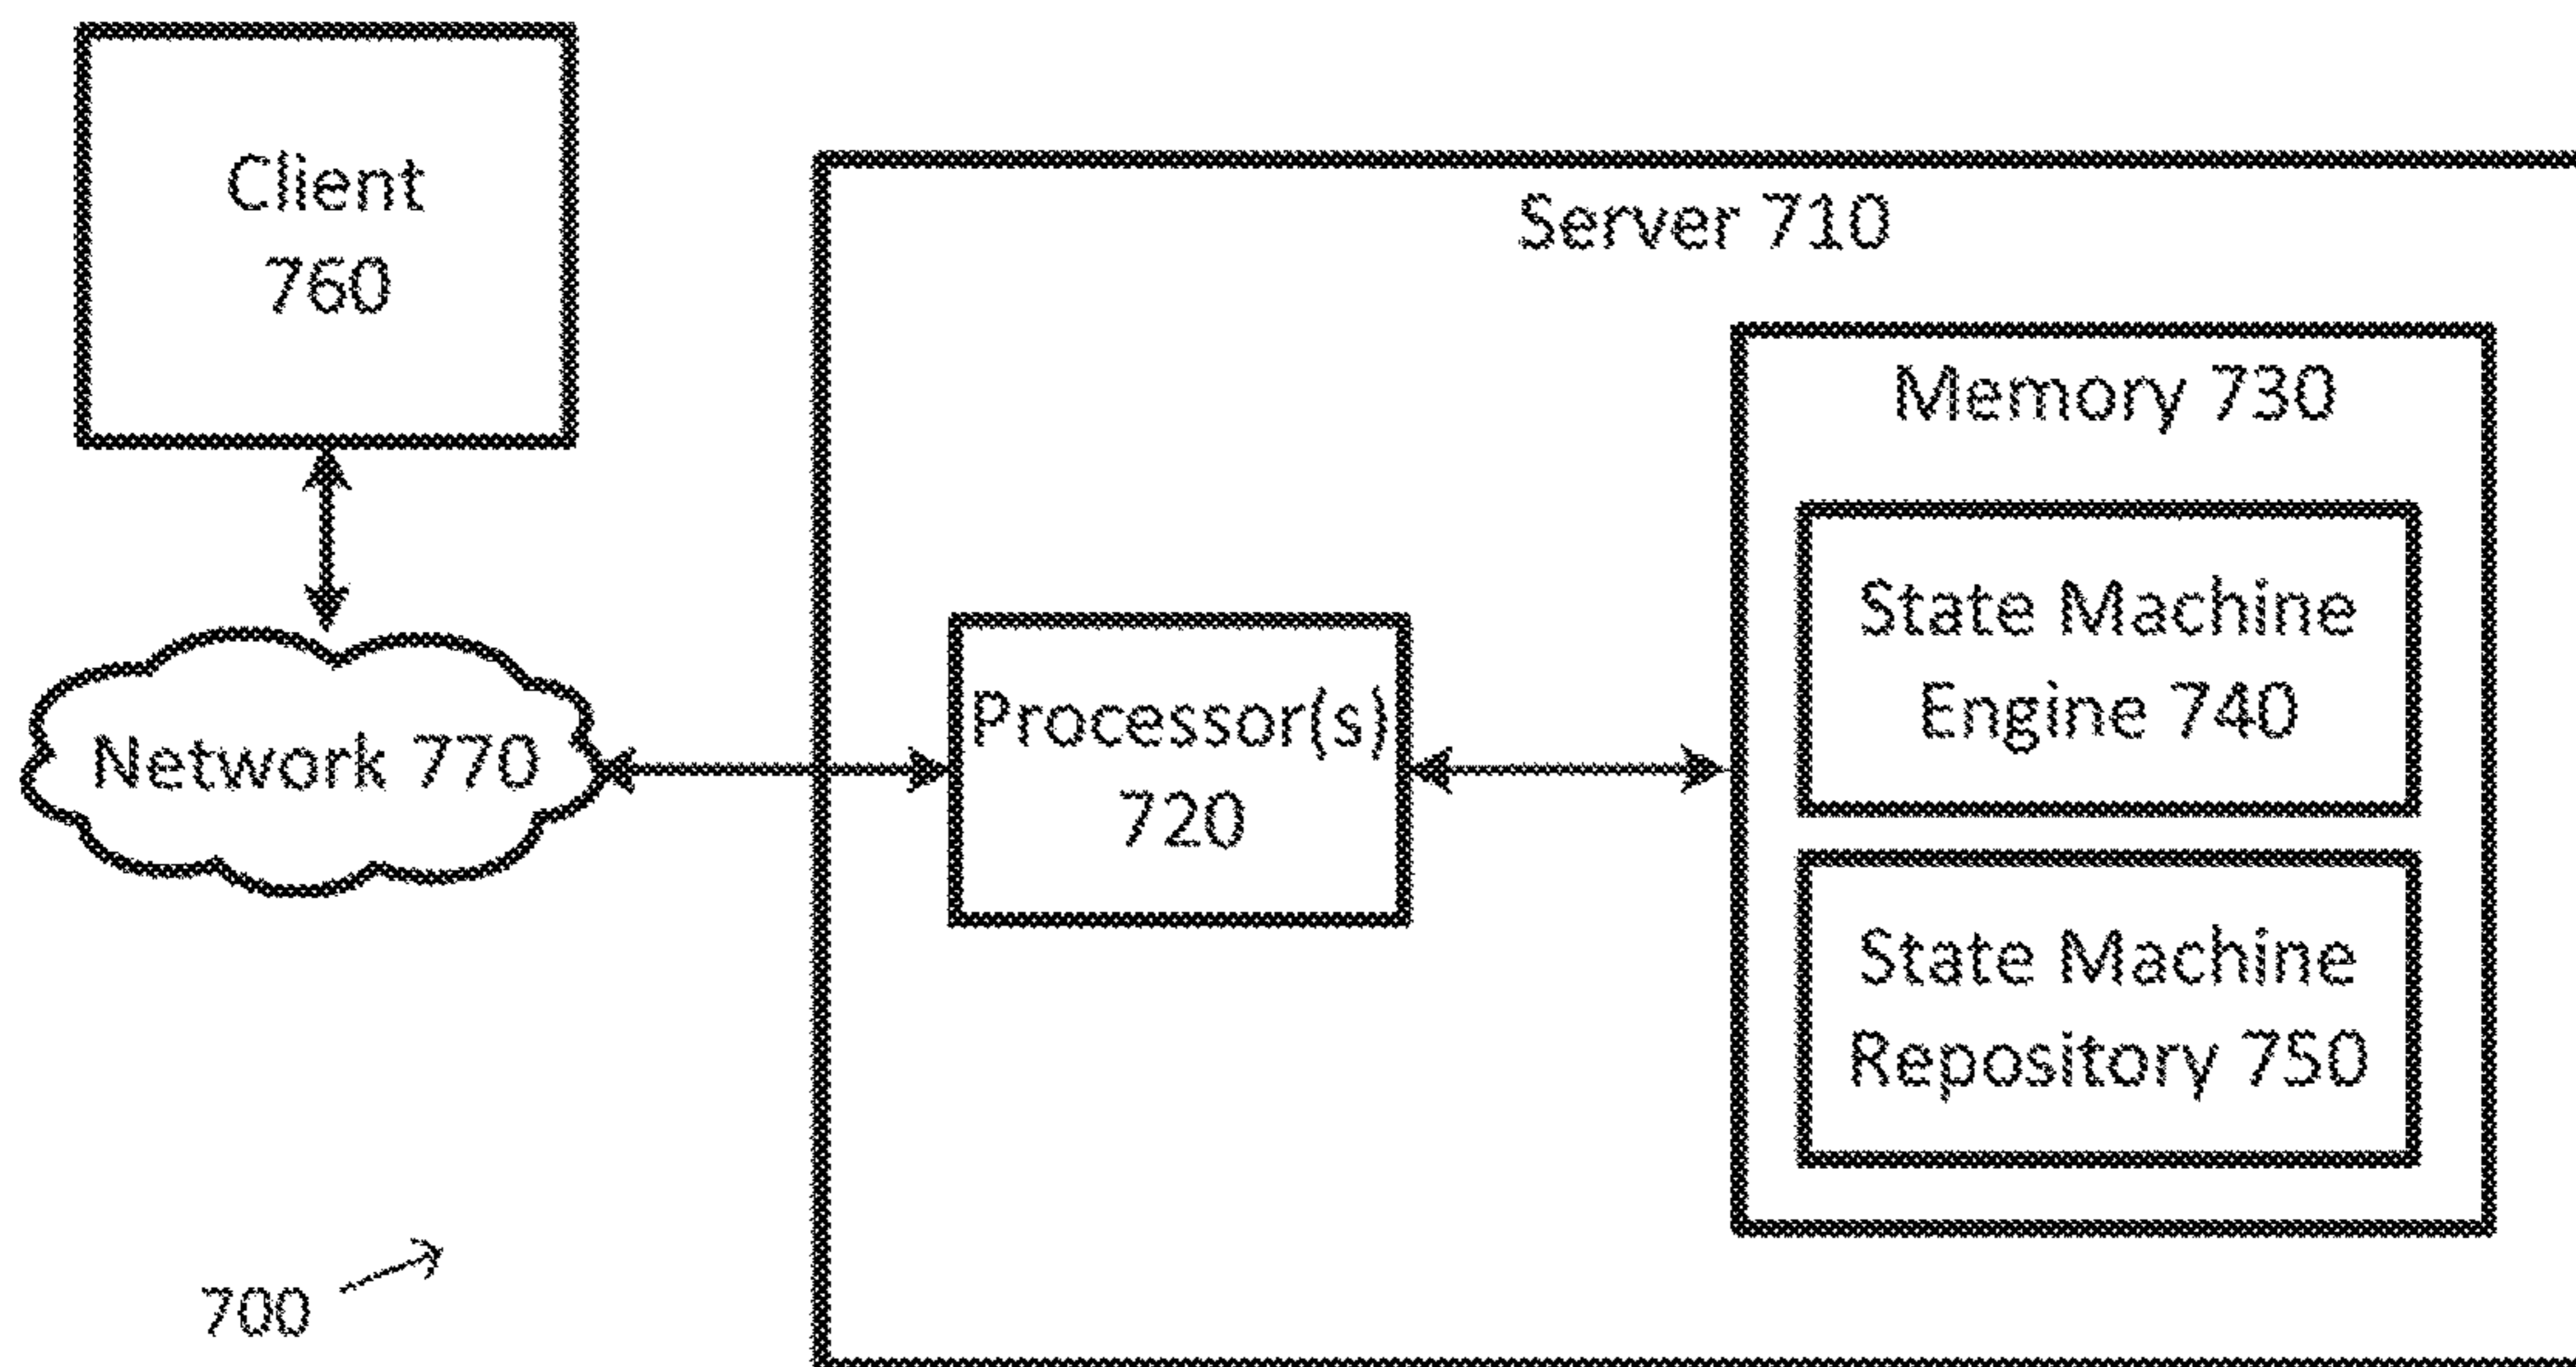 Client
760
Server 710
Memory 730
State Machine
Engine 740
Processor(s)
720
Network 770
State Machine
Repository 750
700